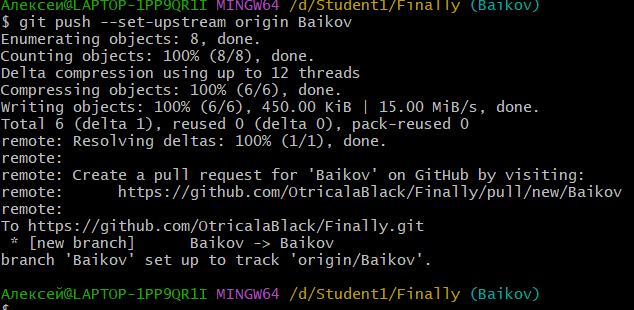 Алексей@LAPTOP-1PP9QR1I MINGW64 /d/Student1/Finally (Baikov)
$ git push --set-upstream origin Baikov
Enumerating objects: 8, done.
Counting objects: 100% (8/8), done.
Delta compression using up to 12 threads
Compressing objects: 100% (6/6), done.
Writing objects: 100% (6/6), 450.00 KiB | 15.00 MiB/s, done.
Total 6 (delta 1), reused 0 (delta 0), pack-reused 0
remote: Resolving deltas: 100% (1/1), done.
remote:
remote: Create a pull request for 'Baikov' on GitHub by visiting:
remote:      https://github.com/OtricalaBlack/Finally/pull/new/Baikov
remote:
To https://github.com/OtricalaBlack/Finally.git
 * [new branch]      Baikov -> Baikov
branch 'Baikov' set up to track 'origin/Baikov'.
Алексей@LAPTOP-1PP9QR1I MINGW64 /d/Student1/Finally (Baikov)
$